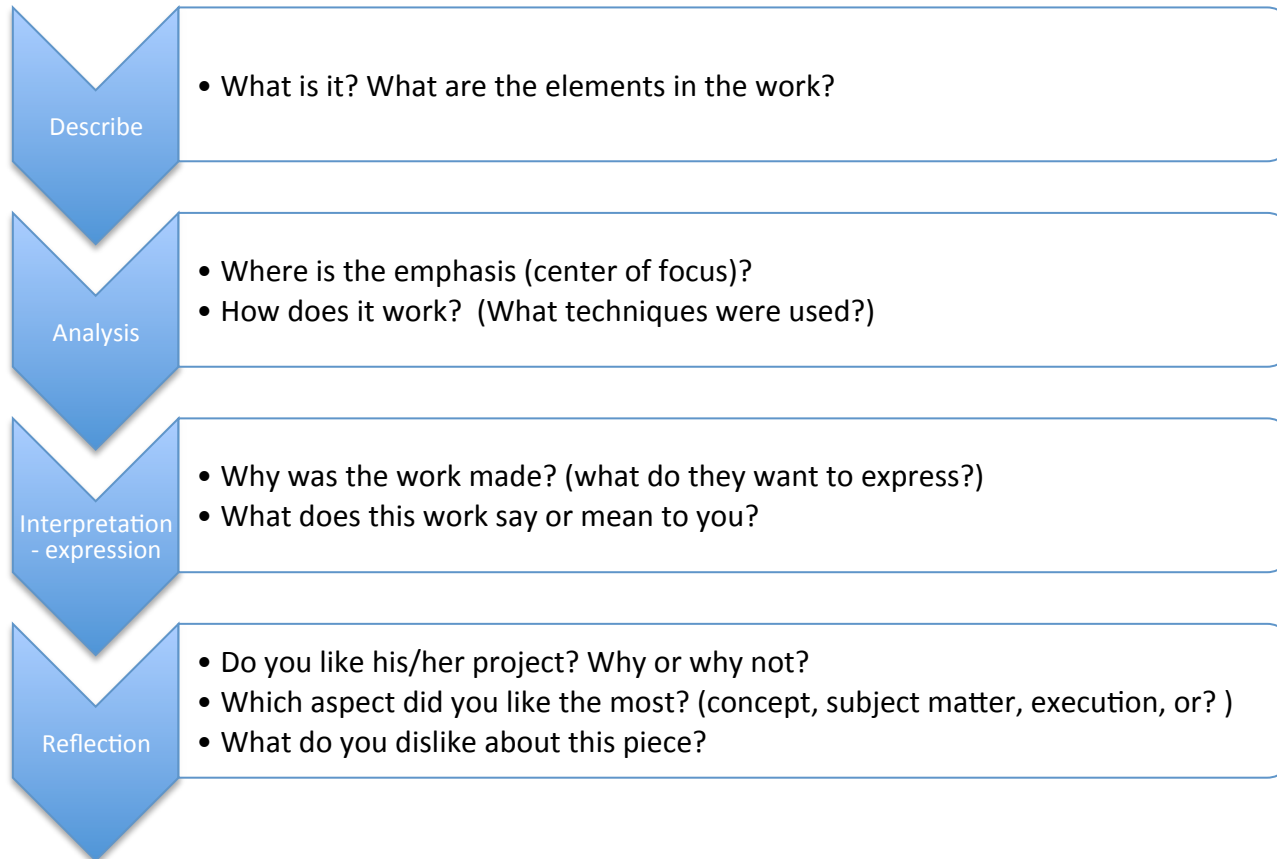 Describe
• What is it? What are the elements in the work?
Analysis
• Where is the emphasis (center of focus)?
• How does it work?  (What techniques were used?)
Interpretation
- expression
• Why was the work made? (what do they want to express?)
• What does this work say or mean to you?
Reflection
• Do you like his/her project? Why or why not?
• Which aspect did you like the most? (concept, subject matter, execution, or? )
• What do you dislike about this piece?